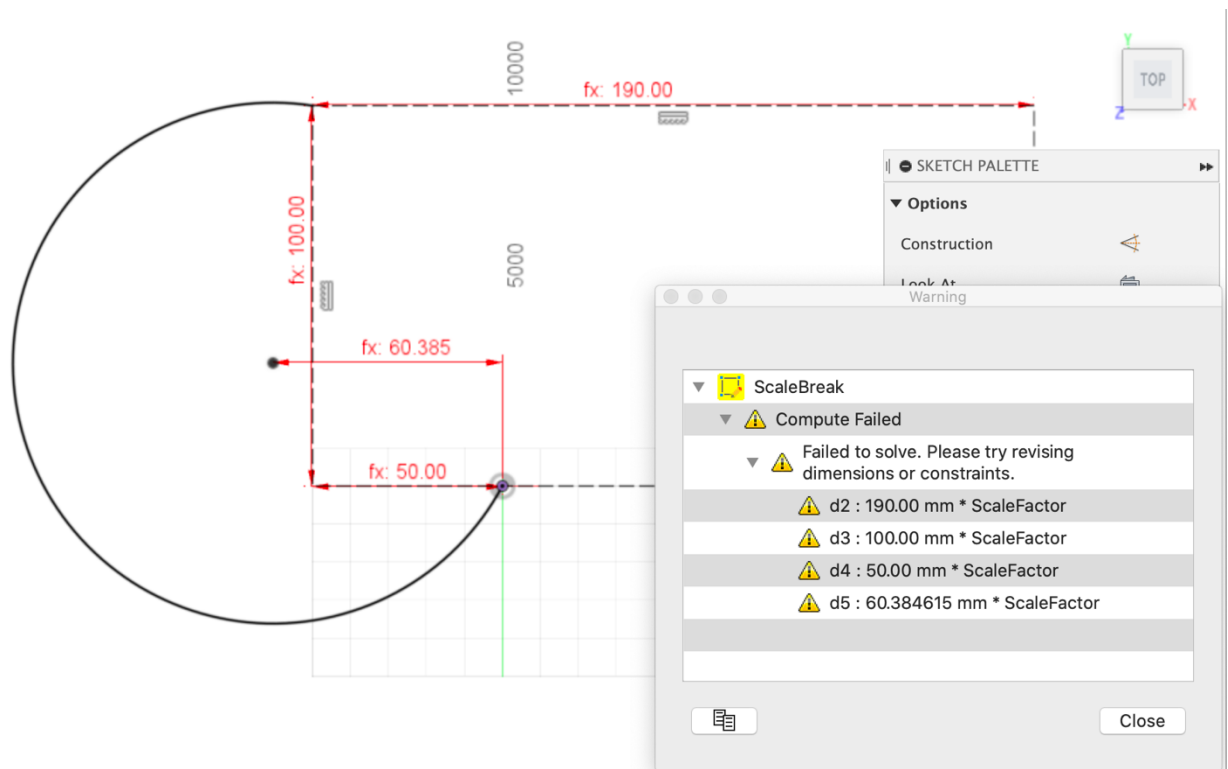 10000
fx: 190.00
Y
TOP
X
Z
SKETCH PALETTE
Options
fx: 100.00
Construction
5000
Look At
Warning
fx: 60.385
ScaleBreak
Compute Failed
Failed to solve. Please try revising
dimensions or constraints.
fx: 50.00
d2 : 190.00 mm * ScaleFactor
d3 : 100.00 mm * ScaleFactor
d4 : 50.00 mm * ScaleFactor
d5 : 60.384615 mm * ScaleFactor
Close